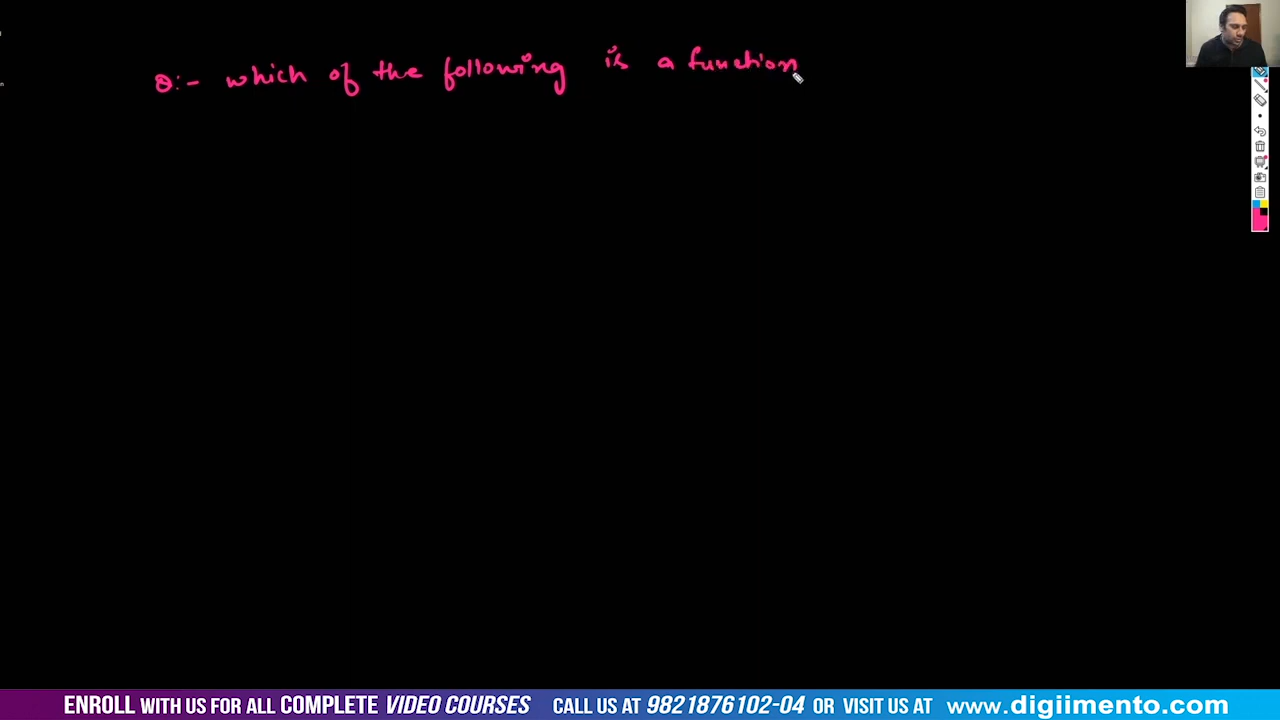 Q:- which of the following is a function
ENROLL WITH US FOR ALL COMPLETE VIDEO COURSES CALL US AT 9821876102-04 OR VISIT US AT www.digiimento.com